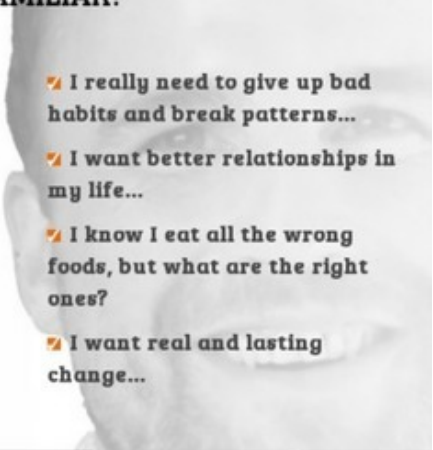 I really need to give up bad
habits and break patterns...
I want better relationships in
my life...
I know I eat all the wrong
foods, but what are the right
ones?
I want real and lasting
change...